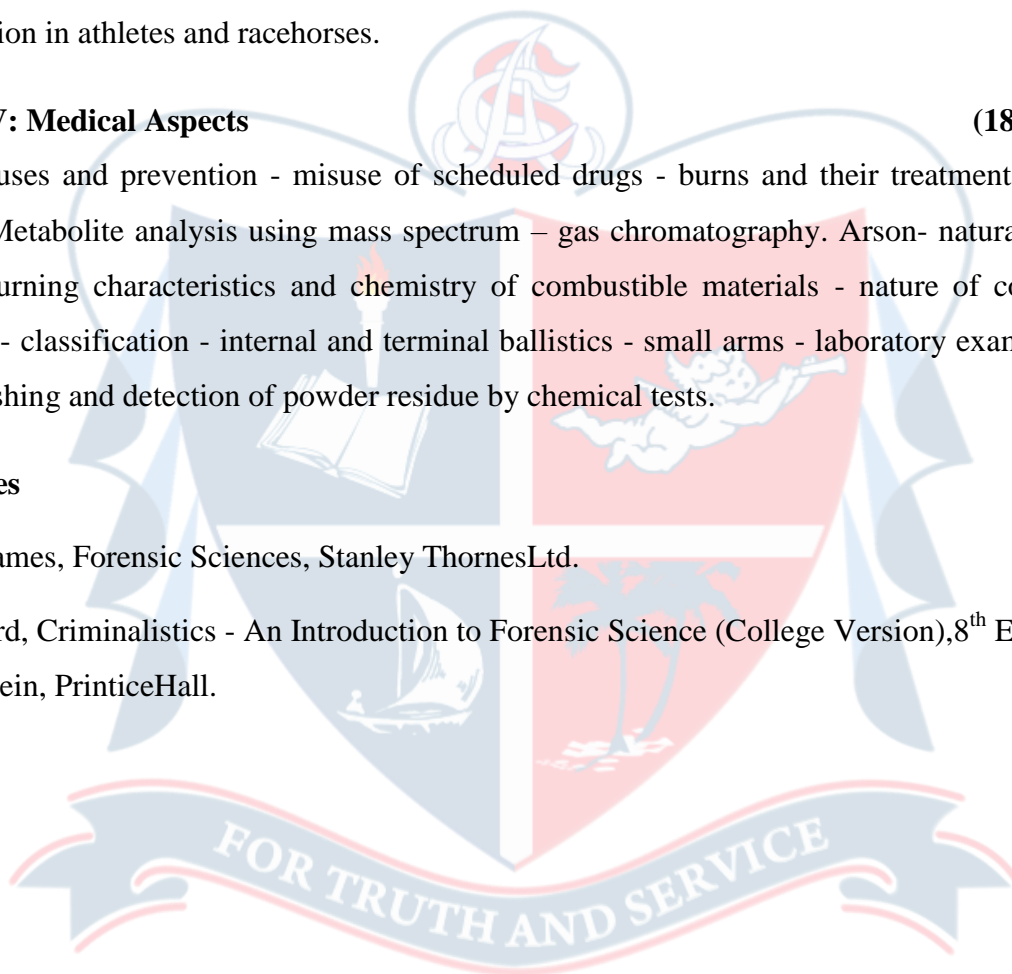 ion in athletes and racehorses.
V: Medical Aspects (18
uses and prevention - misuse of scheduled drugs - burns and their treatment
Metabolite analysis using mass spectrum – gas chromatography. Arson- natura
urning characteristics and chemistry of combustible materials - nature of co
- classification - internal and terminal ballistics - small arms - laboratory exam
shing and detection of powder residue by chemical tests.
es
ames, Forensic Sciences, Stanley ThornesLtd.
rd, Criminalistics - An Introduction to Forensic Science (College Version),8th E
ein, PrinticeHall.
FOR TRUTH AND SERVICE